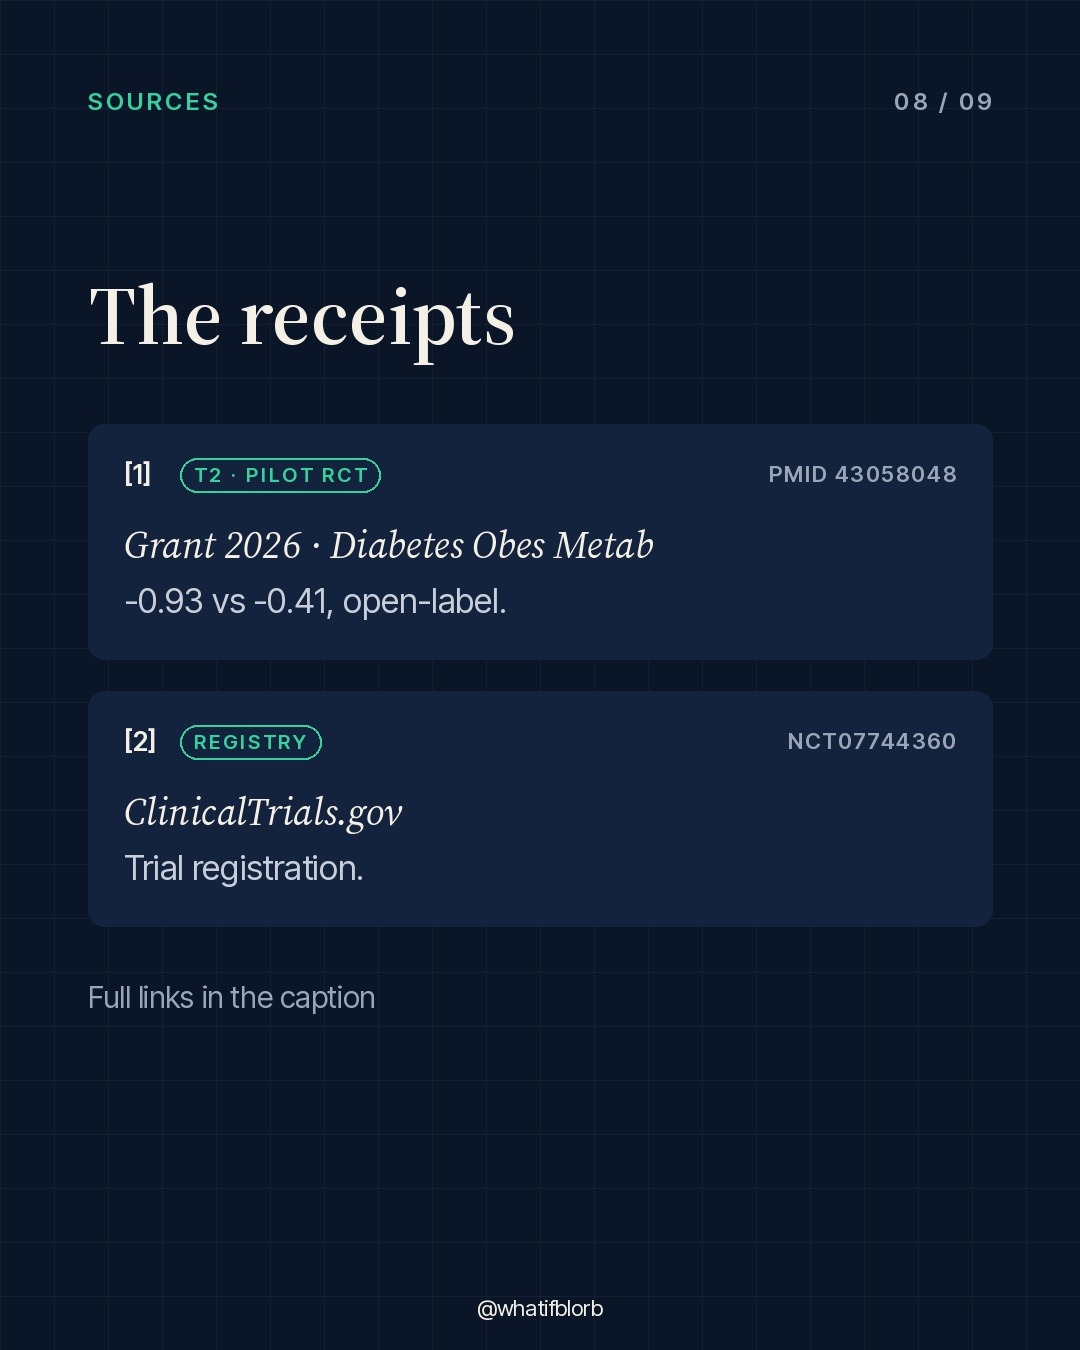 SOURCES
08 / 09
The receipts
[1] T2 · PILOT RCT PMID 43058048
Grant 2026 · Diabetes Obes Metab
-0.93 vs -0.41, open-label.
[2] REGISTRY NCT07744360
ClinicalTrials.gov
Trial registration.
Full links in the caption
@whatifblorb